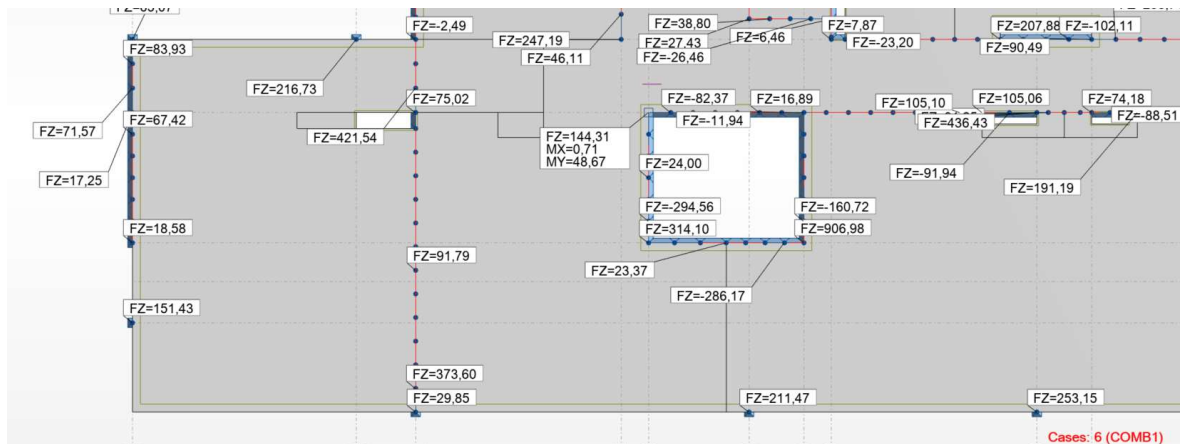 FZ=-2,49
FZ=38,80
FZ=7,87
FZ=207,88
FZ=-102,11
FZ=83,93
FZ=247,19
FZ=27,43
FZ=6,46
FZ=-23,20
FZ=90,49
FZ=46,11
FZ=-26,46
FZ=216,73
FZ=75,02
FZ=-82,37
FZ=16,89
FZ=105,10
FZ=105,06
FZ=74,18
FZ=71,57
FZ=67,42
FZ=421,54
FZ=144,31
MX=0,71
MY=48,67
FZ=-11,94
FZ=436,43
FZ=-88,51
FZ=24,00
FZ=-91,94
FZ=17,25
FZ=191,19
FZ=18,58
FZ=-294,56
FZ=-160,72
FZ=314,10
FZ=906,98
FZ=91,79
FZ=23,37
FZ=-286,17
FZ=151,43
FZ=373,60
FZ=29,85
FZ=211,47
FZ=253,15
Cases: 6 (COMB1)